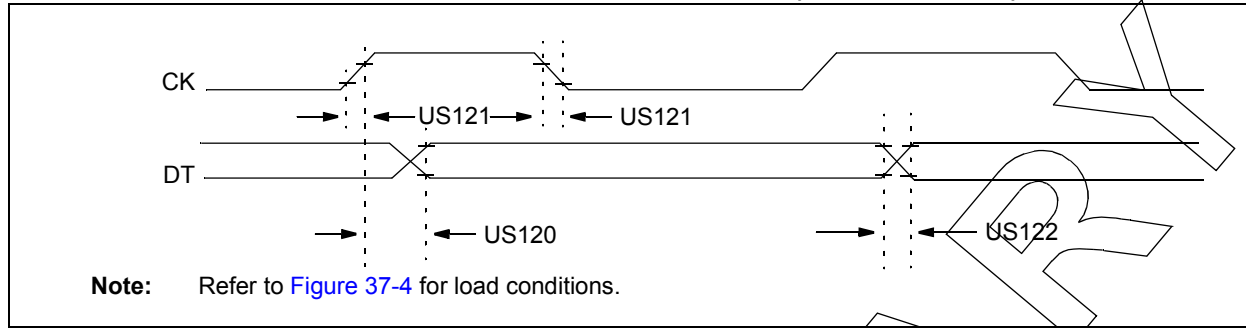 CK
US121 US121
DT
US120 US122
Note: Refer to Figure 37-4 for load conditions.